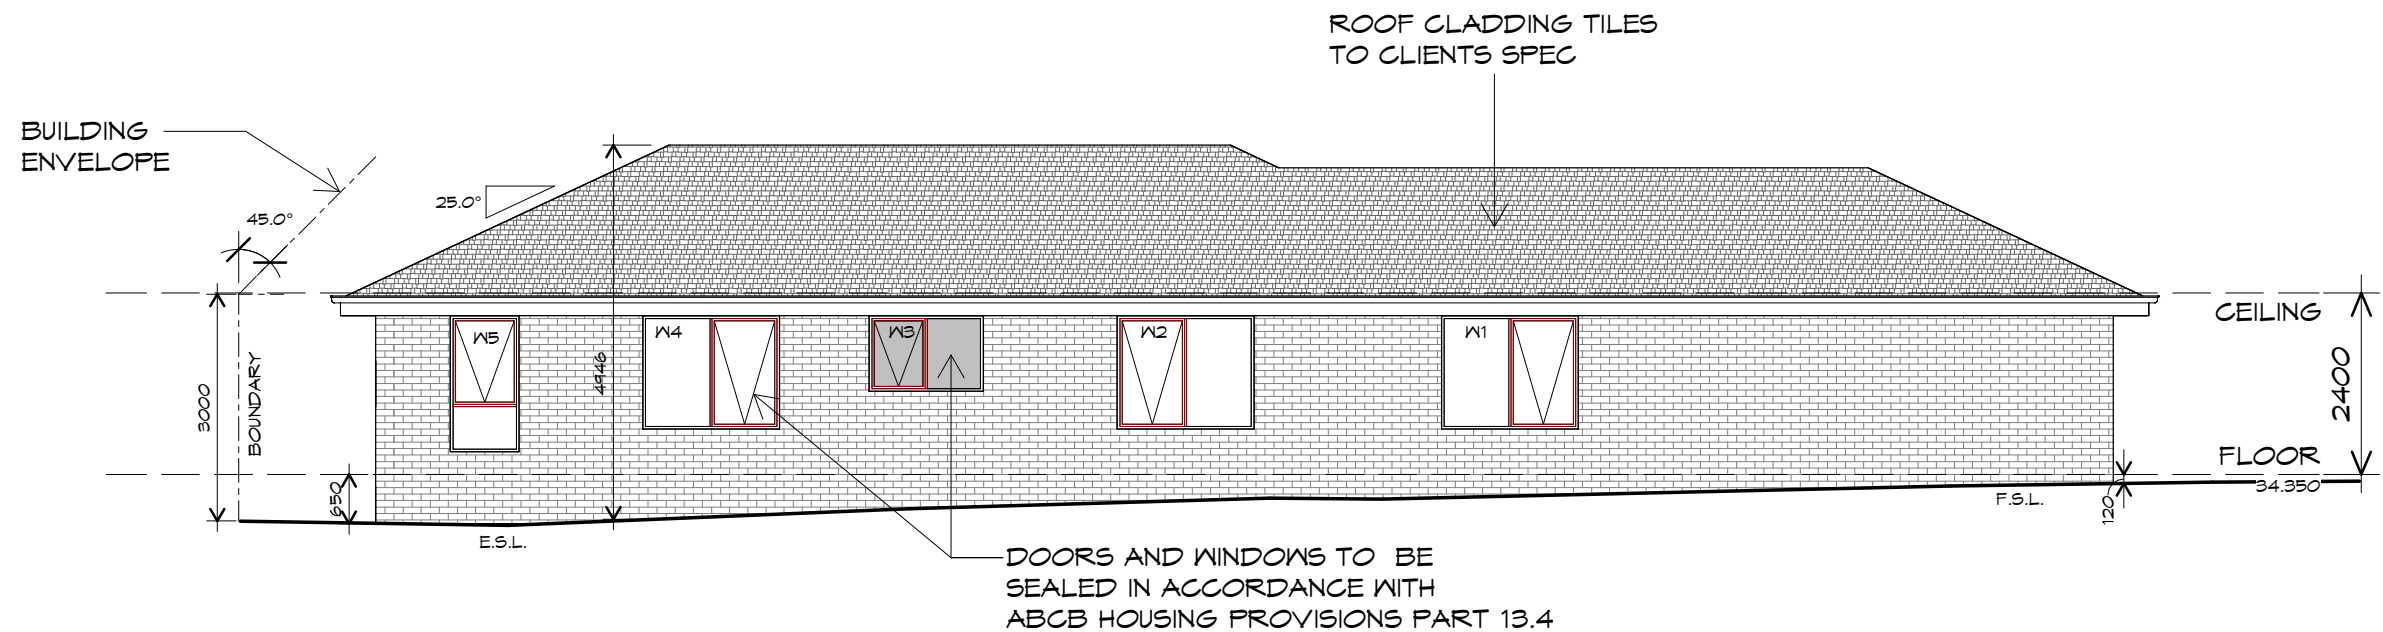 ROOF CLADDING TILES
TO CLIENTS SPEC
BUILDING
ENVELOPE
25.0°
45.0°
CEILING
W5
W4
W3
W2
W1
3000
BOUNDARY
4946
2400
FLOOR
650
34.350
F.S.L.
120
E.S.L.
DOORS AND WINDOWS TO BE
SEALED IN ACCORDANCE WITH
ABCB HOUSING PROVISIONS PART 13.4